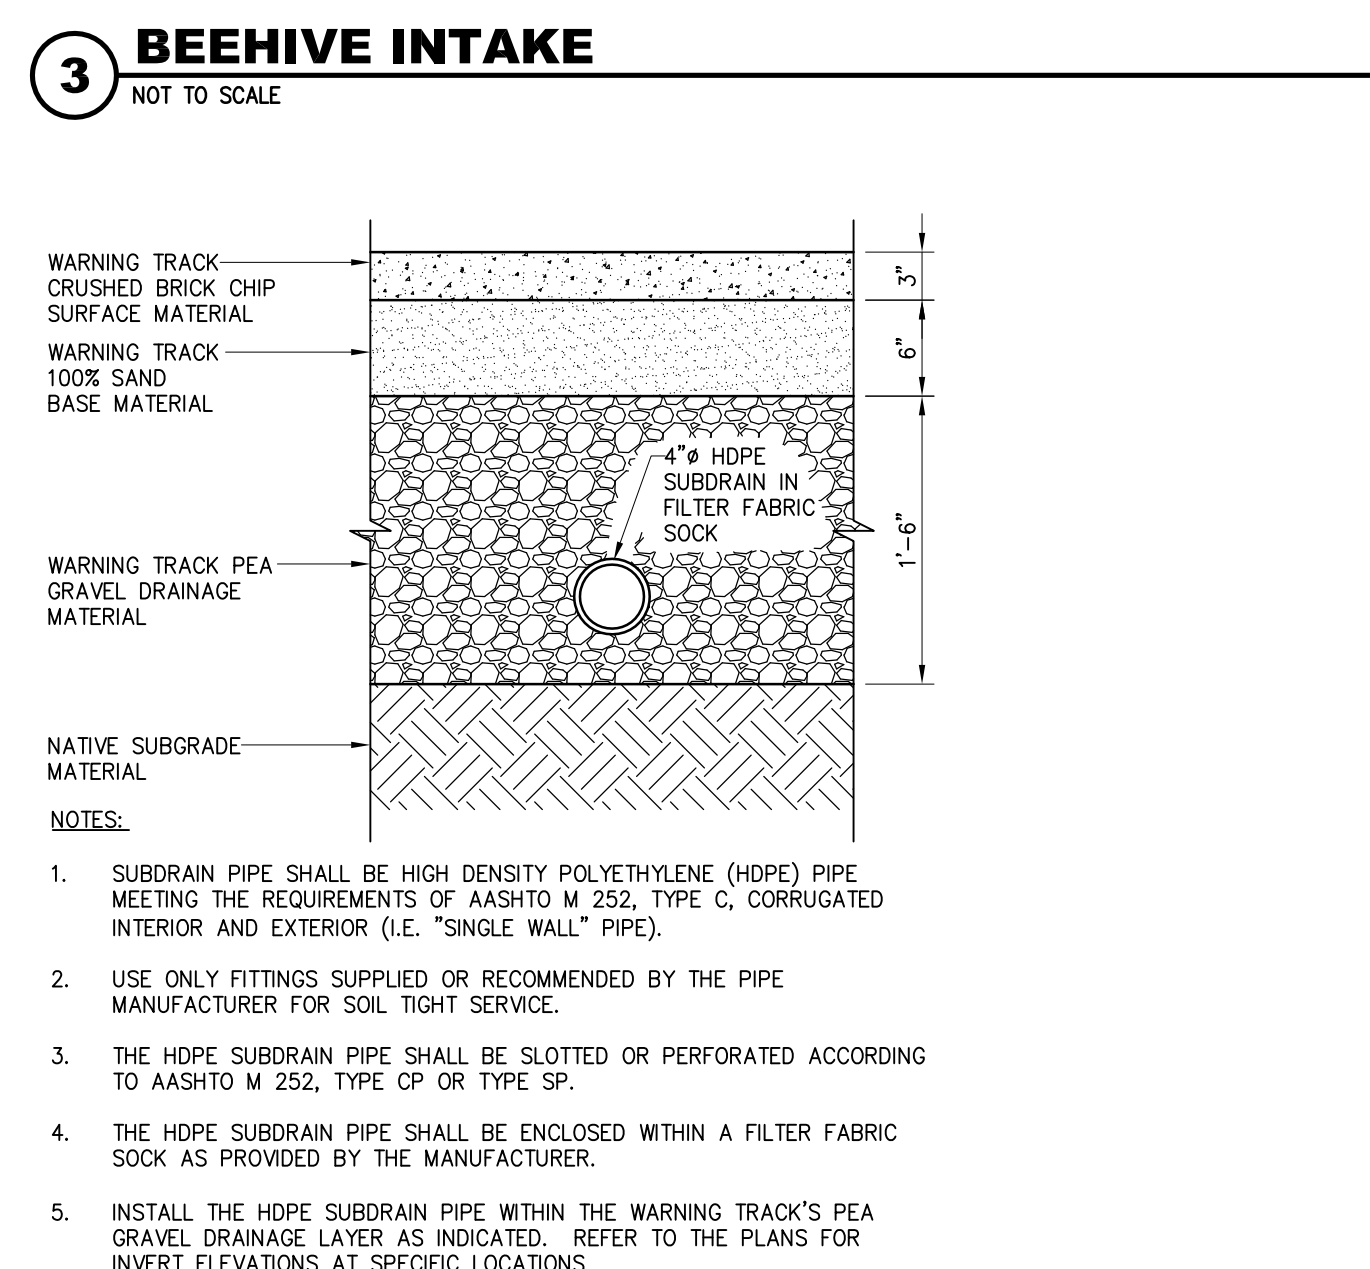 3
BEEHIVE INTAKE
NOT TO SCALE
WARNING TRACK
CRUSHED BRICK CHIP
SURFACE MATERIAL
WARNING TRACK
100% SAND
BASE MATERIAL
WARNING TRACK PEA
GRAVEL DRAINAGE
MATERIAL
NATIVE SUBGRADE
MATERIAL
4"ø HDPE
SUBDRAIN IN
FILTER FABRIC
SOCK
3"
6"
1'-6"
NOTES:
1. SUBDRAIN PIPE SHALL BE HIGH DENSITY POLYETHYLENE (HDPE) PIPE
MEETING THE REQUIREMENTS OF AASHTO M 252, TYPE C, CORRUGATED
INTERIOR AND EXTERIOR (I.E. "SINGLE WALL" PIPE).
2. USE ONLY FITTINGS SUPPLIED OR RECOMMENDED BY THE PIPE
MANUFACTURER FOR SOIL TIGHT SERVICE.
3. THE HDPE SUBDRAIN PIPE SHALL BE SLOTTED OR PERFORATED ACCORDING
TO AASHTO M 252, TYPE CP OR TYPE SP.
4. THE HDPE SUBDRAIN PIPE SHALL BE ENCLOSED WITHIN A FILTER FABRIC
SOCK AS PROVIDED BY THE MANUFACTURER.
5. INSTALL THE HDPE SUBDRAIN PIPE WITHIN THE WARNING TRACK'S PEA
GRAVEL DRAINAGE LAYER AS INDICATED. REFER TO THE PLANS FOR
INVERT ELEVATIONS AT SPECIFIC LOCATIONS